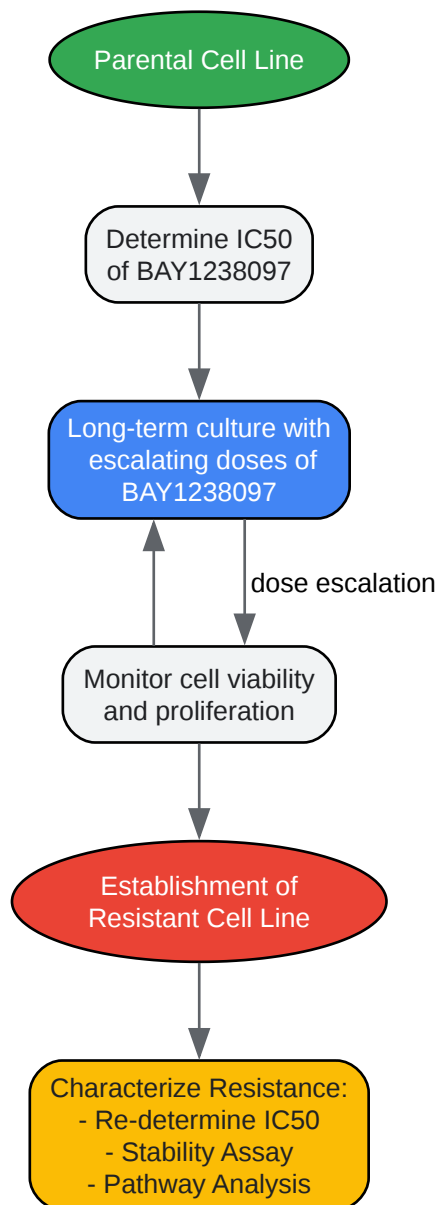 Parental Cell Line
Determine IC50
of BAY1238097
Long-term culture with
escalating doses of
BAY1238097
dose escalation
Monitor cell viability
and proliferation
Establishment of
Resistant Cell Line
Characterize Resistance:
- Re-determine IC50
- Stability Assay
- Pathway Analysis